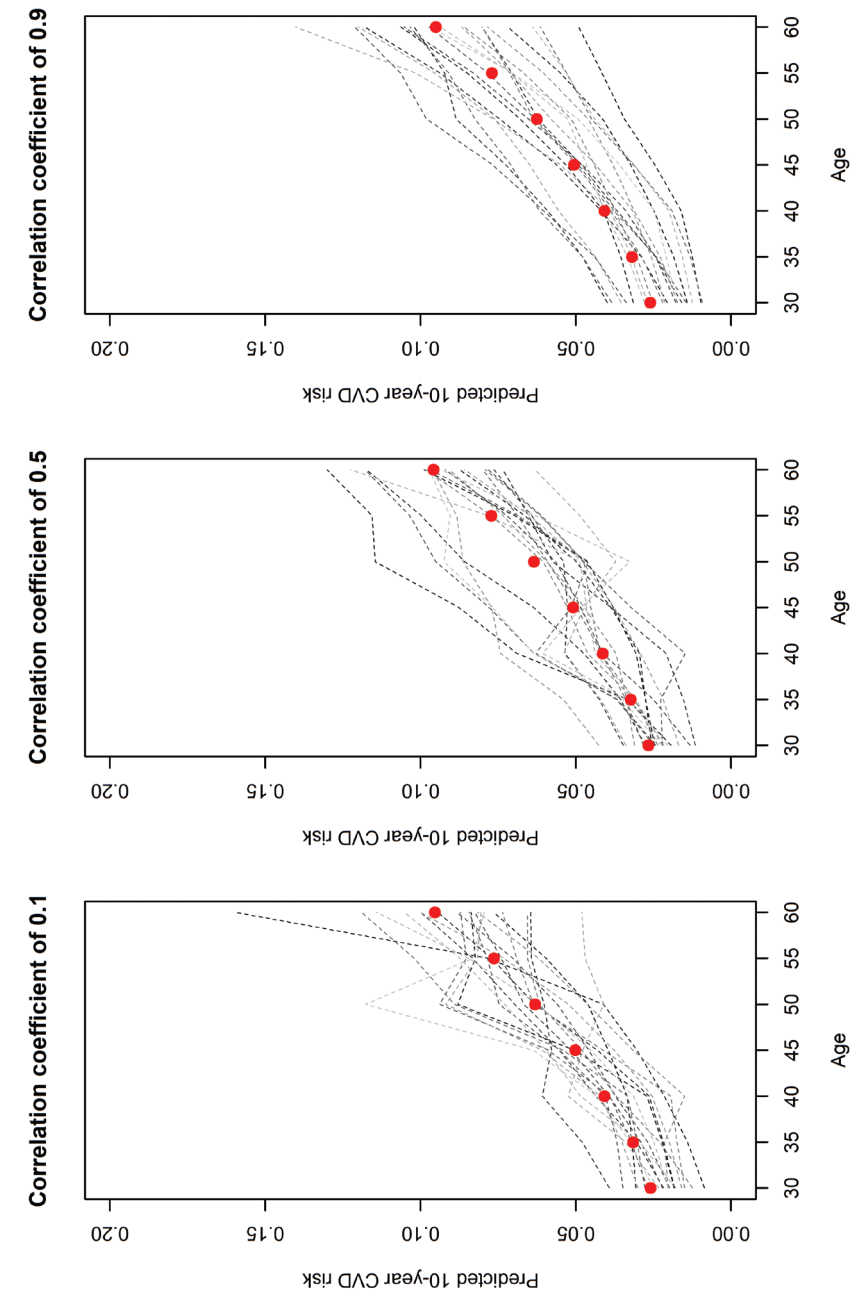 Correlation coefficient of 0.1
Predicted 10-year CVD risk
0.20
0.15
0.10
0.05
0.00
30 35 40 45 50 55 60
Age
Correlation coefficient of 0.5
Predicted 10-year CVD risk
0.20
0.15
0.10
0.05
0.00
30 35 40 45 50 55 60
Age
Correlation coefficient of 0.9
Predicted 10-year CVD risk
0.20
0.15
0.10
0.05
0.00
30 35 40 45 50 55 60
Age